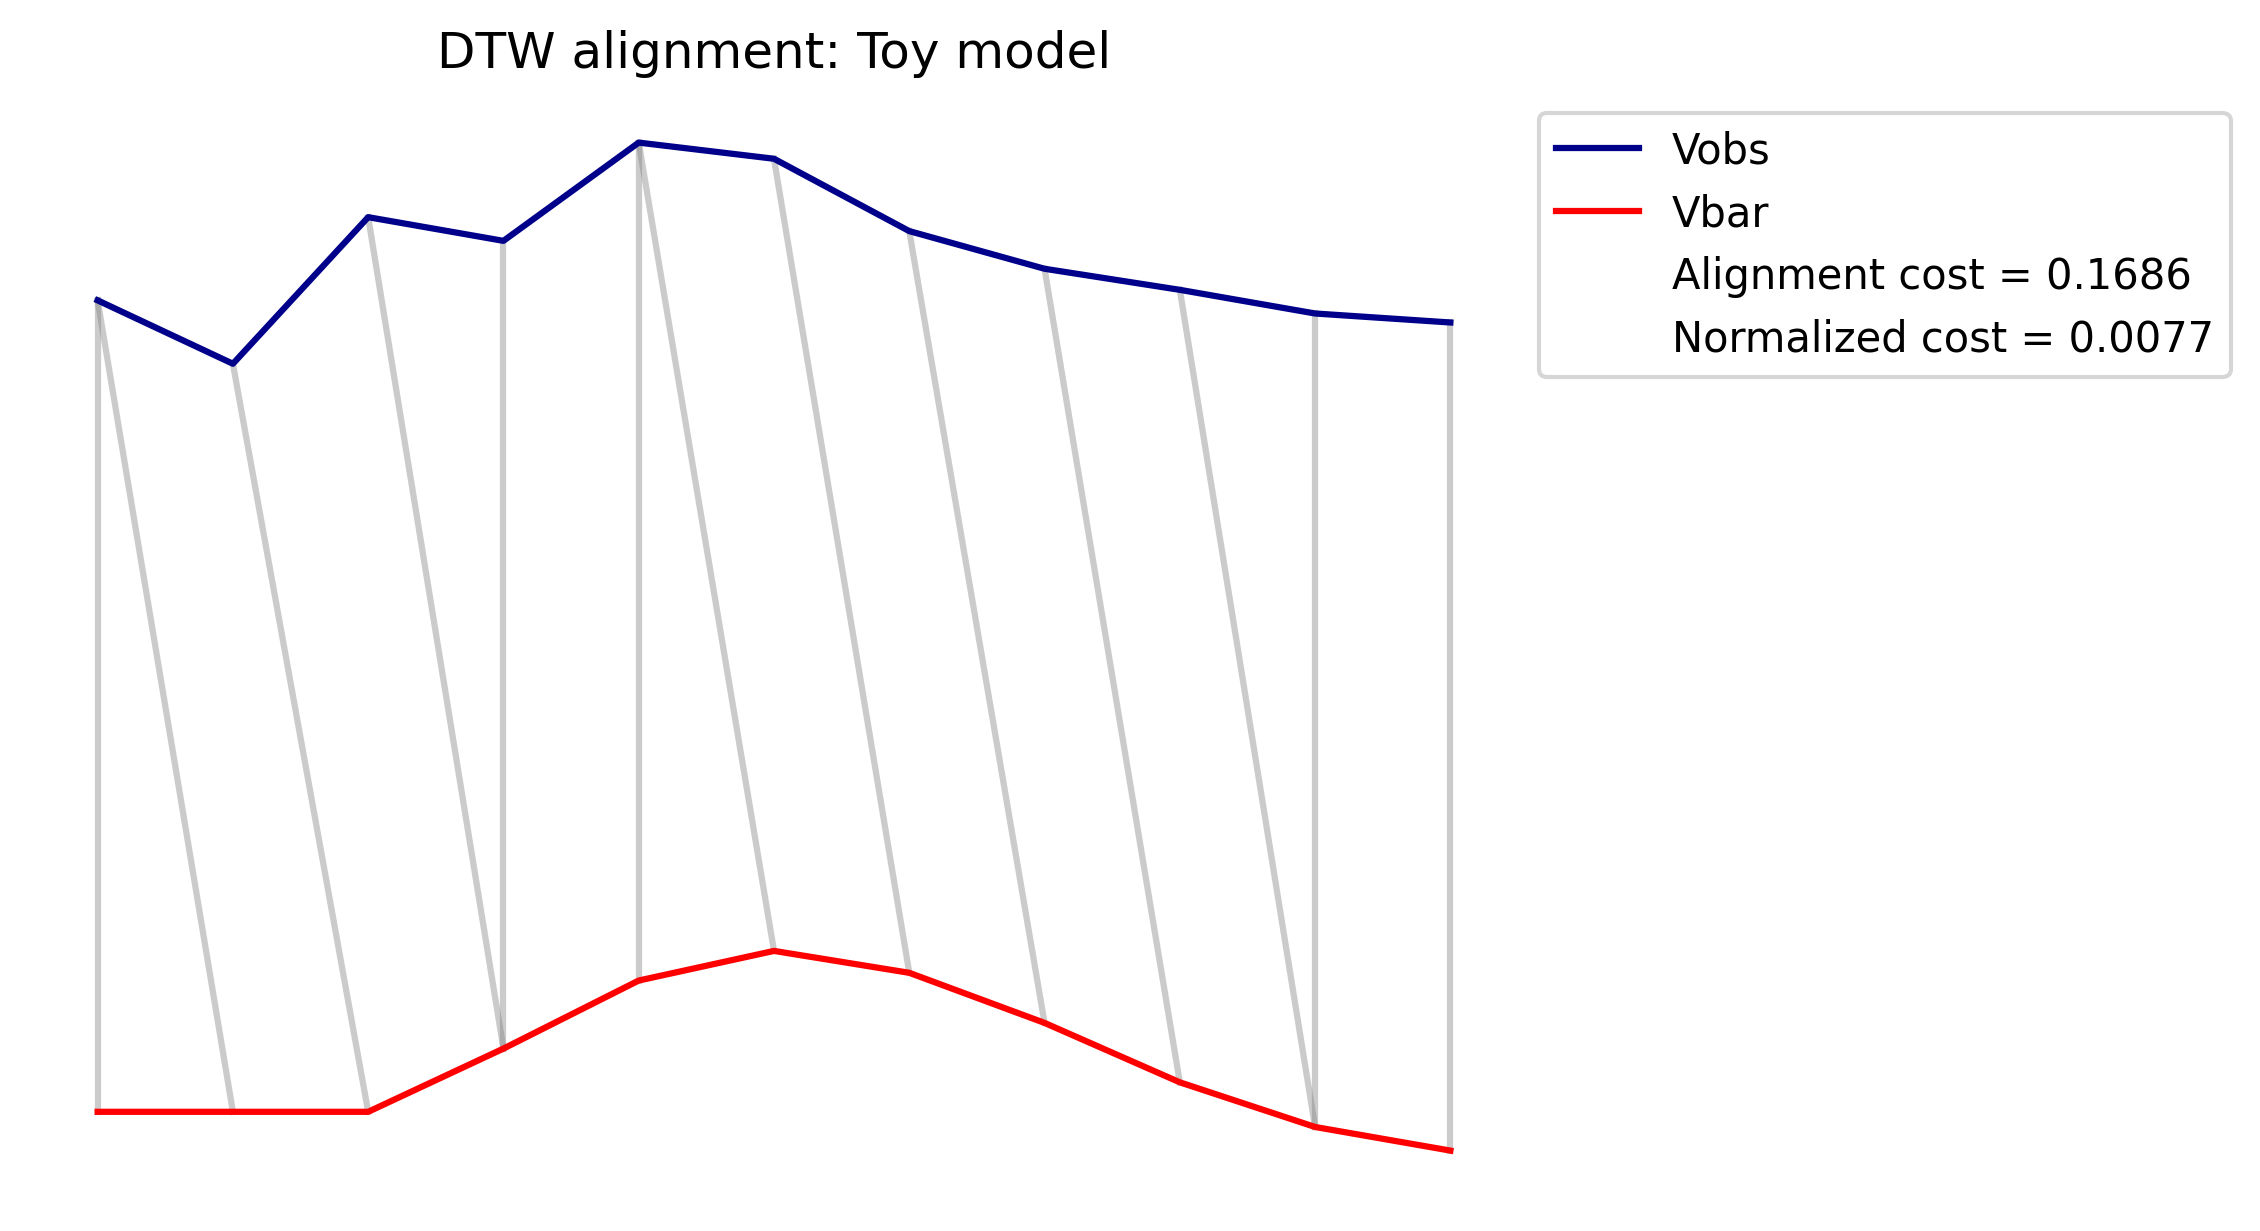 DTW alignment: Toy model
Vobs
Vbar
Alignment cost = 0.1686
Normalized cost = 0.0077